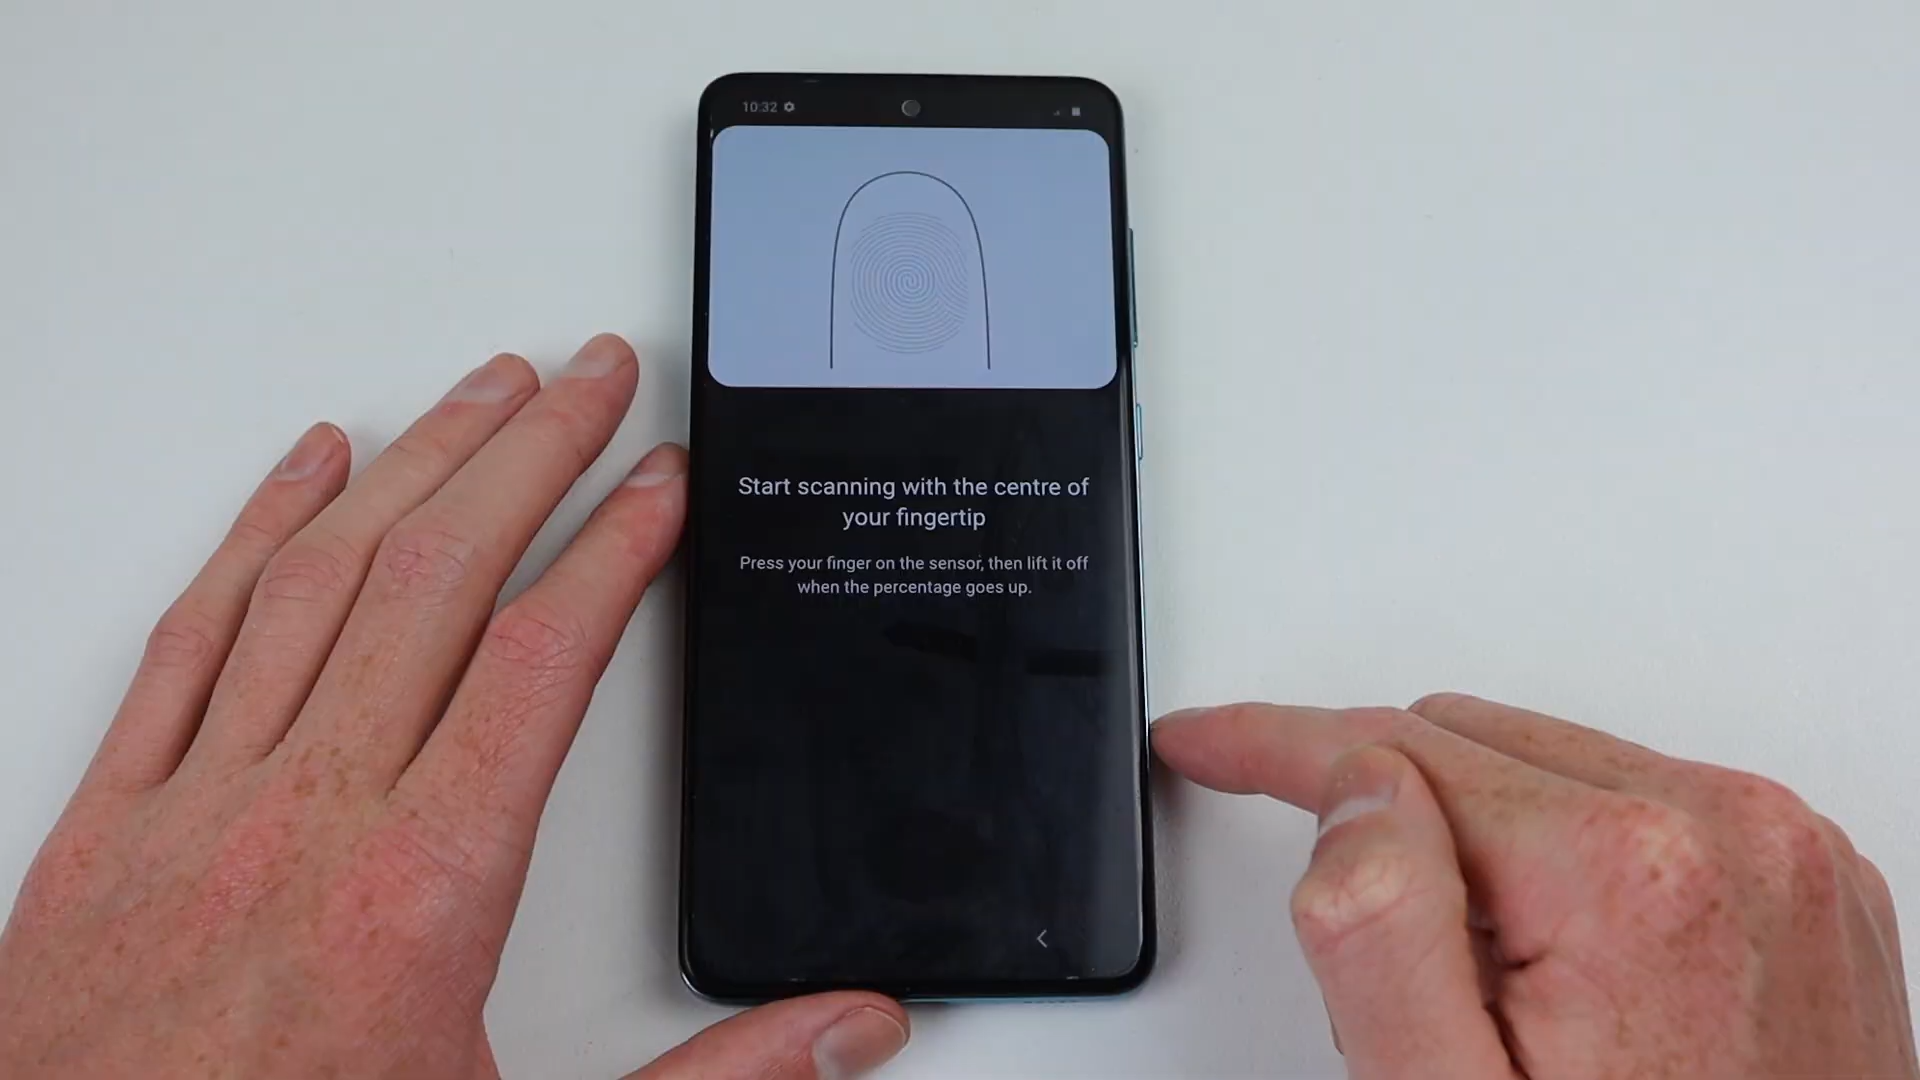 10:32
Start scanning with the centre of
your fingertip
Press your finger on the sensor, then lift it off
when the percentage goes up.